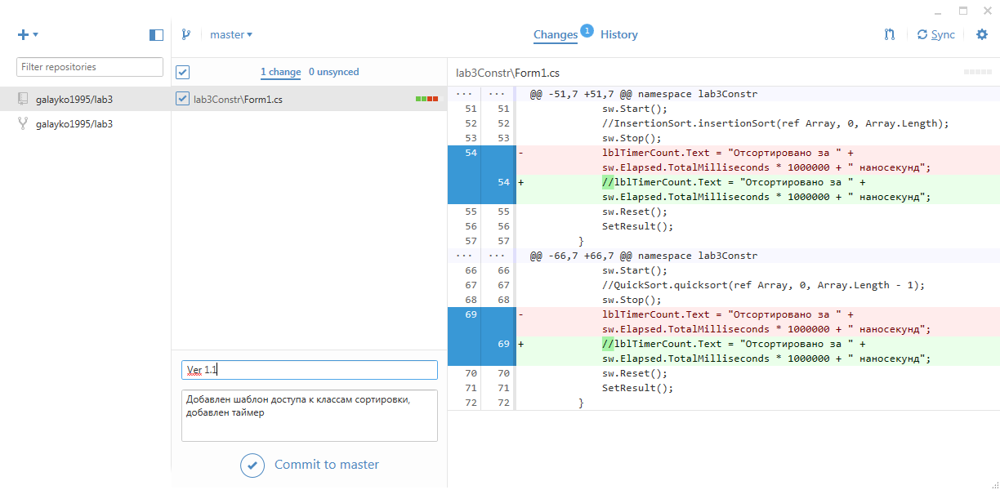 master
Changes 1 History
Sync
Filter repositories
galayko1995/lab3
galayko1995/lab3
1 change 0 unsynced
lab3Constr\Form1.cs
Ver 1.1
Добавлен шаблон доступа к классам сортировки,
добавлен таймер
Commit to master
lab3Constr\Form1.cs
... ... @@ -51,7 +51,7 @@ namespace lab3Constr
51 51 sw.Start();
52 52 //InsertionSort.insertionSort(ref Array, 0, Array.Length);
53 53 sw.Stop();
54 - lblTimerCount.Text = "Отсортировано за " +
sw.Elapsed.TotalMilliseconds * 1000000 + " наносекунд";
54 + //lblTimerCount.Text = "Отсортировано за " +
sw.Elapsed.TotalMilliseconds * 1000000 + " наносекунд";
55 55 sw.Reset();
56 56 SetResult();
57 57 }
... ... @@ -66,7 +66,7 @@ namespace lab3Constr
66 66 sw.Start();
67 67 //QuickSort.quicksort(ref Array, 0, Array.Length - 1);
68 68 sw.Stop();
69 - lblTimerCount.Text = "Отсортировано за " +
sw.Elapsed.TotalMilliseconds * 1000000 + " наносекунд";
69 + //lblTimerCount.Text = "Отсортировано за " +
sw.Elapsed.TotalMilliseconds * 1000000 + " наносекунд";
70 70 sw.Reset();
71 71 SetResult();
72 72 }